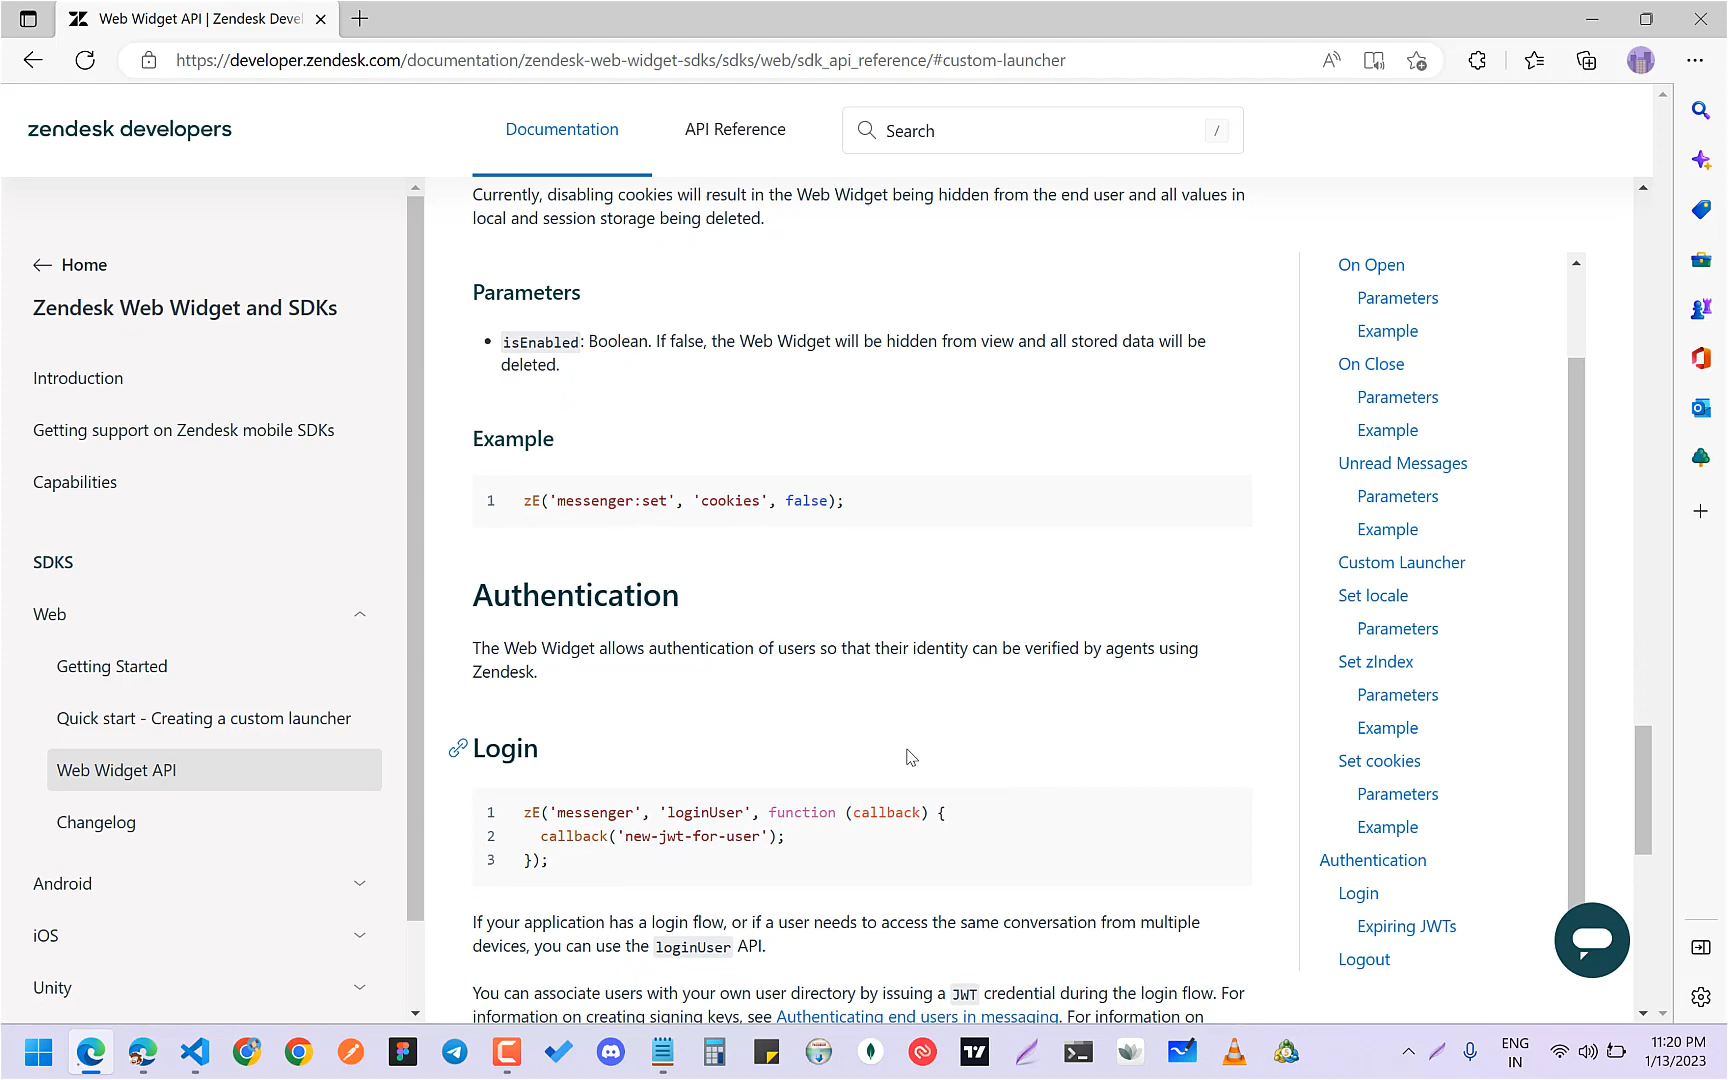 Web Widget API | Zendesk Deve
https://developer.zendesk.com/documentation/zendesk-web-widget-sdks/sdks/web/sdk_api_reference/#custom-launcher
zendesk developers
Documentation
API Reference
Search
/
Home
Zendesk Web Widget and SDKs
Introduction
Getting support on Zendesk mobile SDKs
Capabilities
SDKS
Web
Getting Started
Quick start - Creating a custom launcher
Web Widget API
Changelog
Android
iOS
Unity
Currently, disabling cookies will result in the Web Widget being hidden from the end user and all values in
local and session storage being deleted.
Parameters
• isEnabled: Boolean. If false, the Web Widget will be hidden from view and all stored data will be
deleted.
Example
1 zE('messenger:set', 'cookies', false);
Authentication
The Web Widget allows authentication of users so that their identity can be verified by agents using
Zendesk.
Login
1 zE('messenger', 'loginUser', function (callback) {
2 callback('new-jwt-for-user');
3 });
If your application has a login flow, or if a user needs to access the same conversation from multiple
devices, you can use the loginUser API.
You can associate users with your own user directory by issuing a JWT credential during the login flow. For
information on creating signing keys, see Authenticating end users in messaging. For information on
On Open
Parameters
Example
On Close
Parameters
Example
Unread Messages
Parameters
Example
Custom Launcher
Set locale
Parameters
Set zIndex
Parameters
Example
Set cookies
Parameters
Example
Authentication
Login
Expiring JWTs
Logout
ENG
IN
11:20 PM
1/13/2023